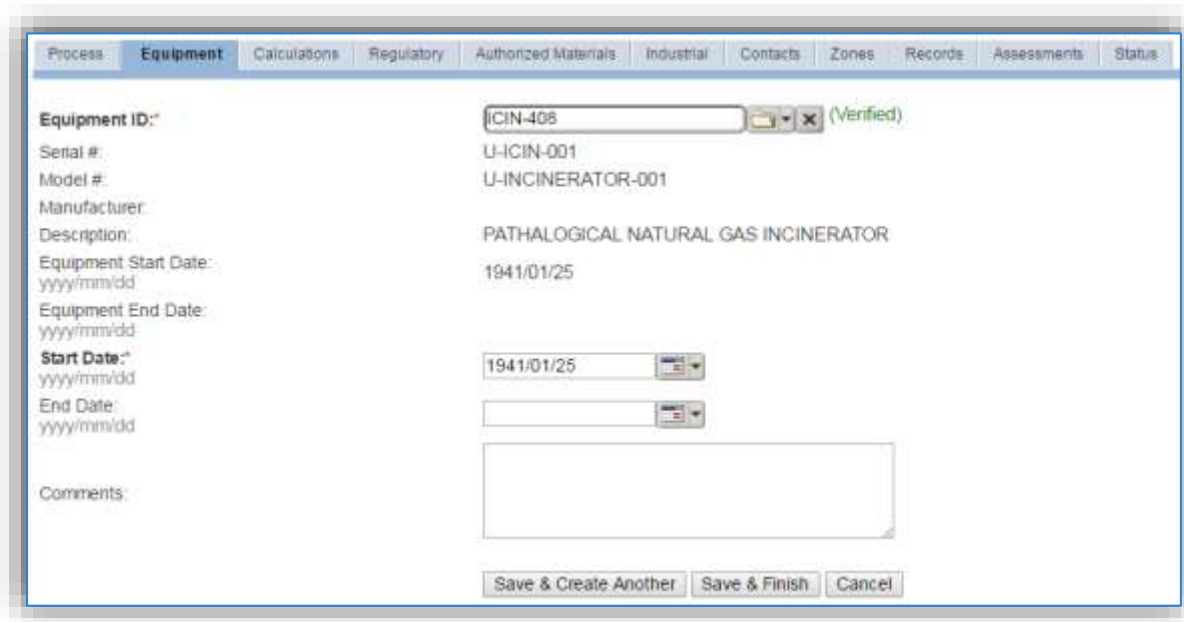 Process Equipment Calculations Regulatory Authorized Materials Industrial Contacts Zones Records Assessments Status
Equipment ID:* ICIN-408 (Verified)
Serial #: U-ICIN-001
Model #: U-INCINERATOR-001
Manufacturer:
Description: PATHALOGICAL NATURAL GAS INCINERATOR
Equipment Start Date: 1941/01/25
yyyy/mm/dd
Equipment End Date:
yyyy/mm/dd
Start Date:* 1941/01/25
yyyy/mm/dd
End Date:
yyyy/mm/dd
Comments:
Save & Create Another Save & Finish Cancel